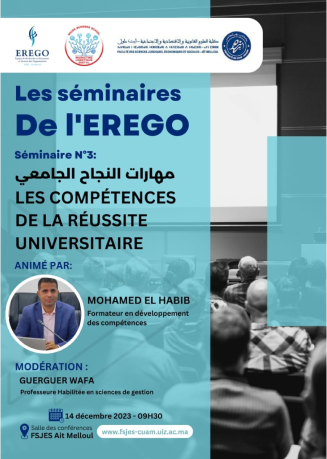 EREGO
Les séminaires
De l'EREGO
Séminaire N°3:
مهارات النجاح الجامعي
LES COMPÉTENCES
DE LA RÉUSSITE
UNIVERSITAIRE
ANIMÉ PAR:
MOHAMED EL HABIB
Formateur en développement
des compétences
MODÉRATION :
GUERGUER WAFA
Professeure Habilitée en sciences de gestion
14 décembre 2023 - 09H30
Salle des conférences
FSJES Ait Melloul
www.fsjes-cuam.uiz.ac.ma